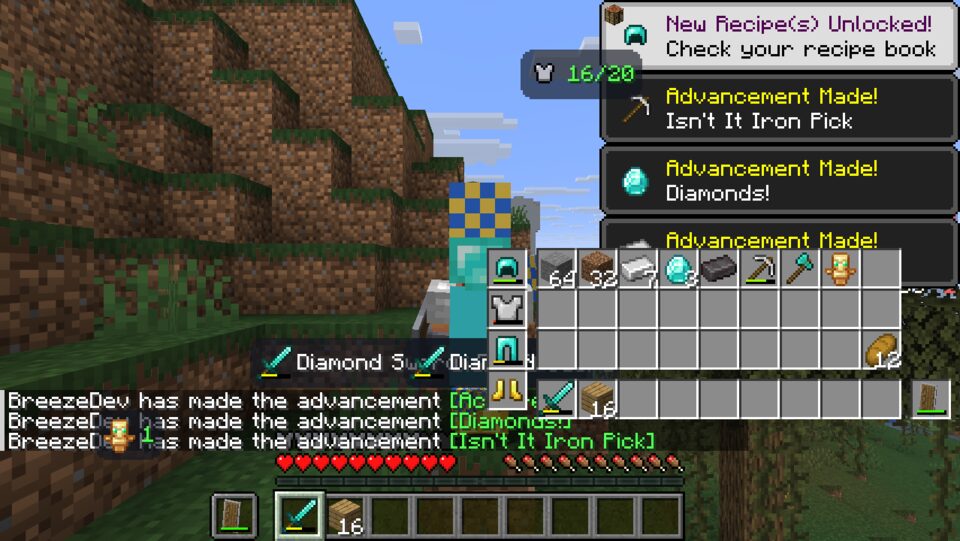 New Recipe(s) Unlocked!
Check your recipe book
16/20
Advancement Made!
Isn't It Iron Pick
Advancement Made!
Diamonds!
Advancement Made!
64
32
7
3
12
16
Diamond
BreezeDev has made the advancement
has made the advancement [Diamonds!]
made the advancement [Isn't It Iron Pick]
1
16